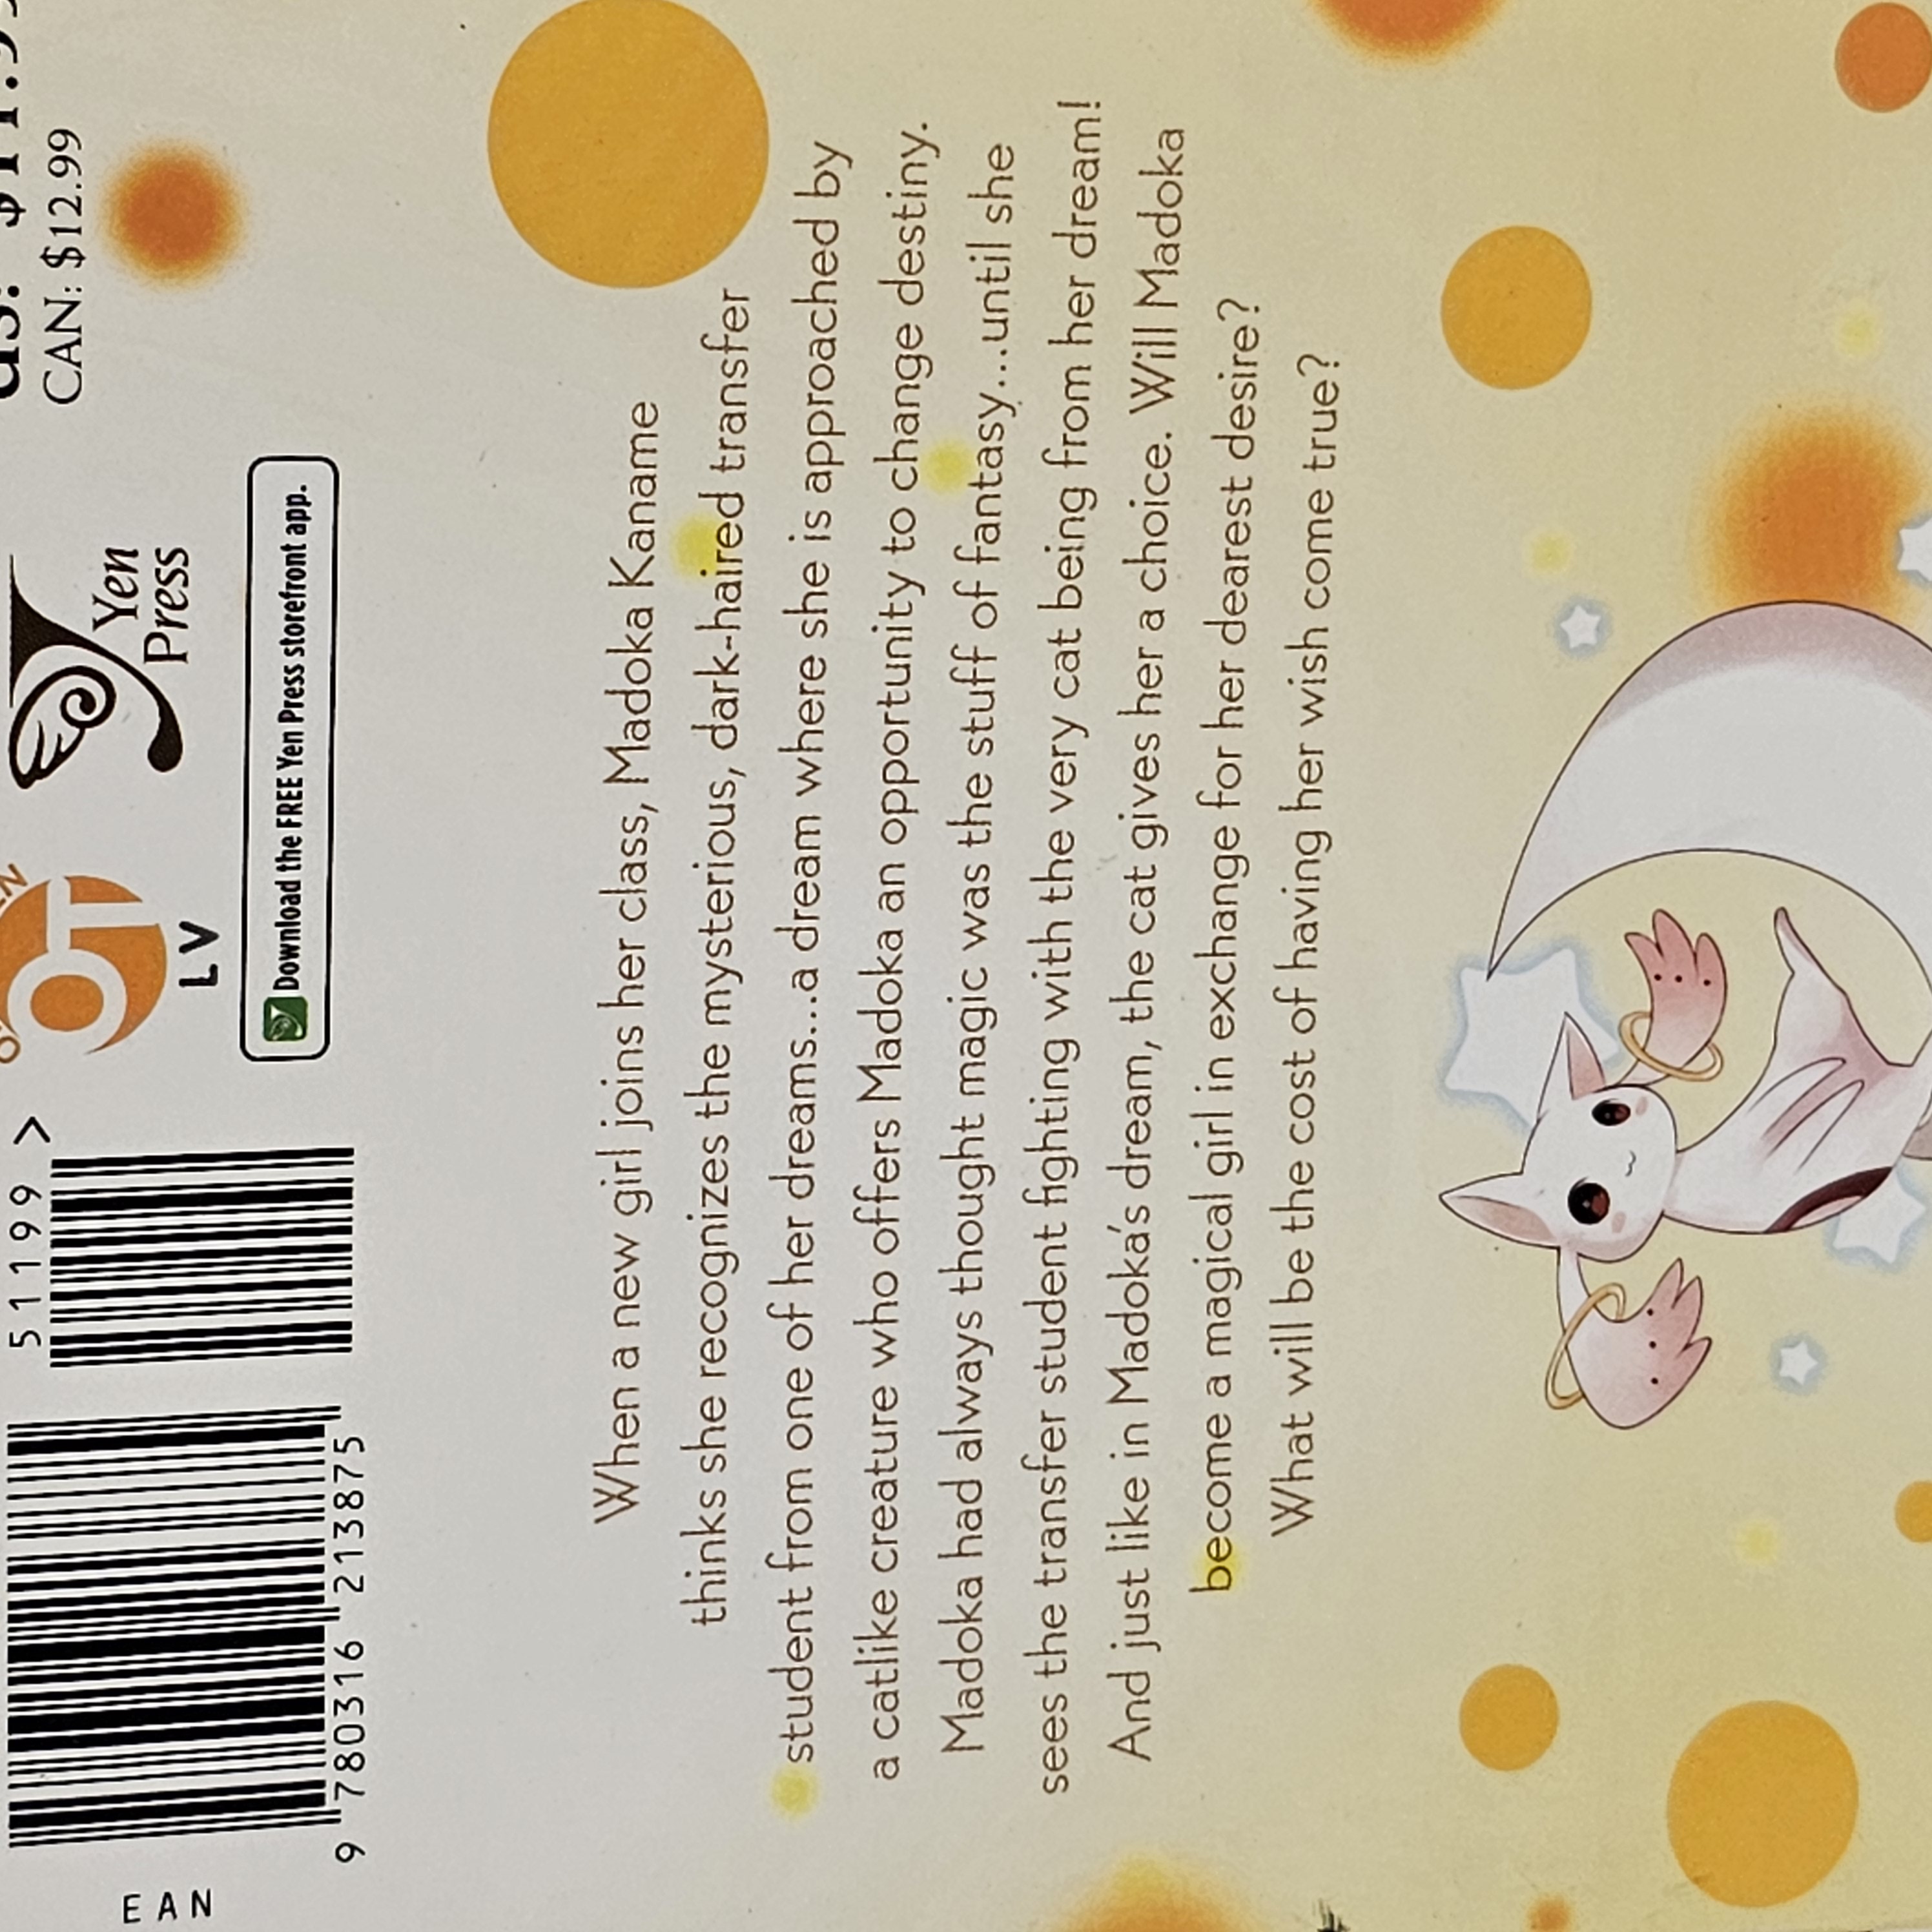 EAN
9 780316 213875
51199 >
OT
LV
Yen
Press
CAN: $12.99
Download the FREE Yen Press storefront app.
When a new girl joins her class, Madoka Kaname
thinks she recognizes the mysterious, dark-haired transfer
student from one of her dreams...a dream where she is approached by
a catlike creature who offers Madoka an opportunity to change destiny.
Madoka had always thought magic was the stuff of fantasy...until she
sees the transfer student fighting with the very cat being from her dream!
And just like in Madoka's dream, the cat gives her a choice. Will Madoka
become a magical girl in exchange for her dearest desire?
What will be the cost of having her wish come true?